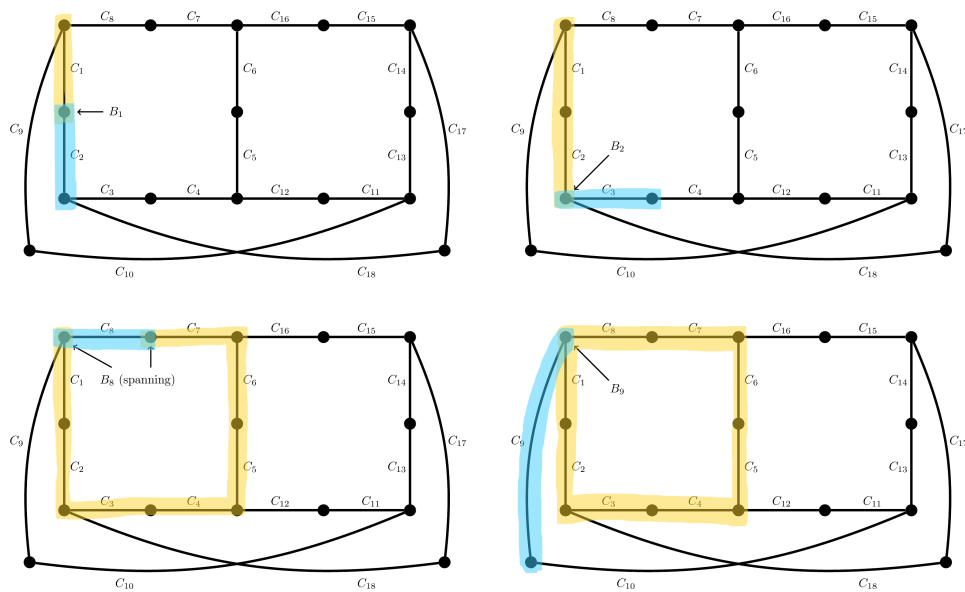 C₈ C₇ C₁₆ C₁₅
C₁ C₆ C₁₄
B₁
C₉ C₁₇
C₂ C₅ C₁₃
C₃ C₄ C₁₂ C₁₁
C₁₀ C₁₈
C₈ C₇ C₁₆ C₁₅
C₁ C₆ C₁₄
C₉ C₁₇
B₂
C₂ C₅ C₁₃
C₃ C₄ C₁₂ C₁₁
C₁₀ C₁₈
C₈ C₇ C₁₆ C₁₅
C₁ B₈ (spanning) C₆ C₁₄
C₉ C₁₇
C₂ C₅ C₁₃
C₃ C₄ C₁₂ C₁₁
C₁₀ C₁₈
C₈ C₇ C₁₆ C₁₅
C₁ C₆ C₁₄
B₉
C₉ C₁₇
C₂ C₅ C₁₃
C₃ C₄ C₁₂ C₁₁
C₁₀ C₁₈